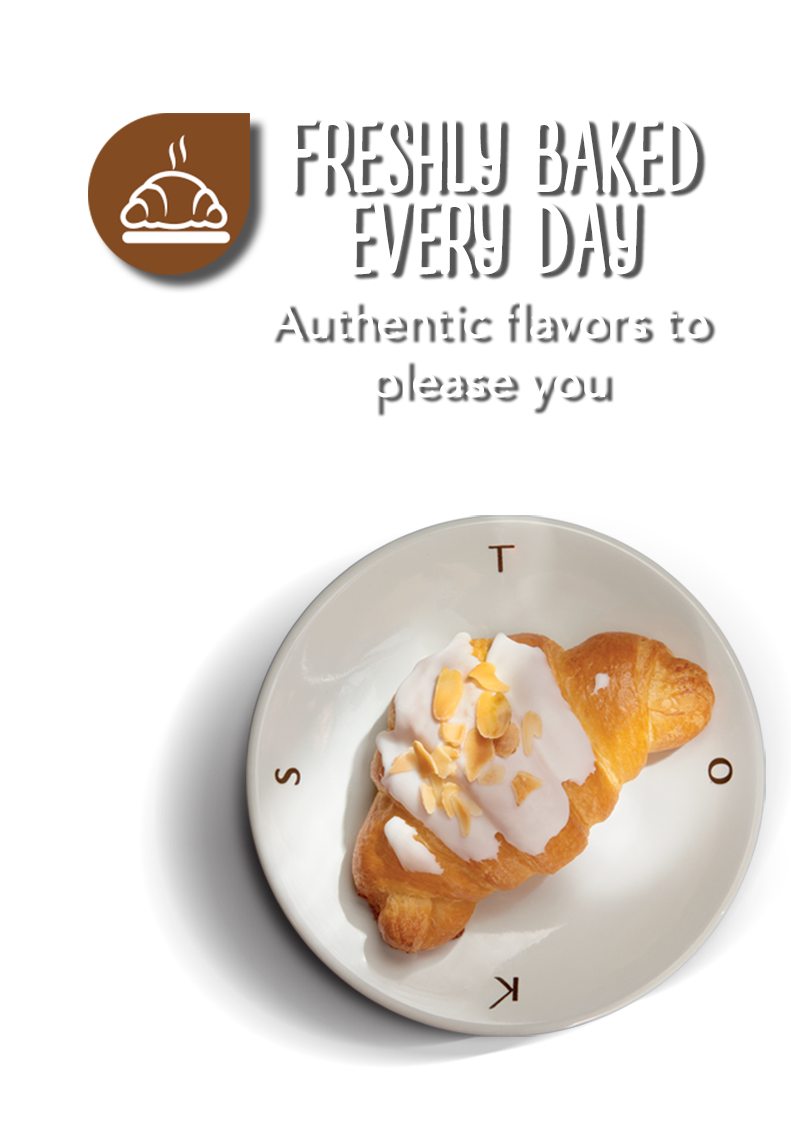 FRESHLY BAKED
EVERY DAY
Authentic flavors to
please you
T
S
O
K